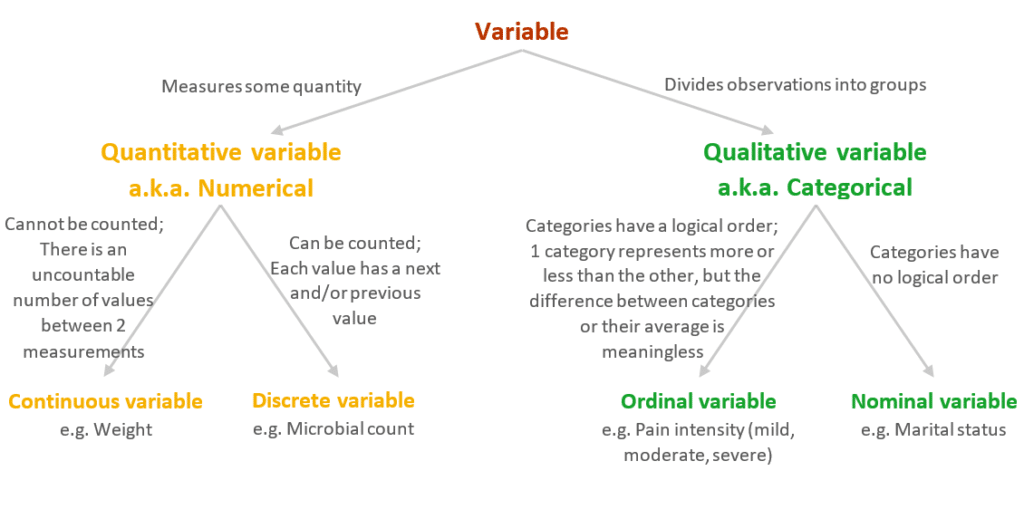 Variable
Measures some quantity
Divides observations into groups
Quantitative variable
a.k.a. Numerical
Qualitative variable
a.k.a. Categorical
Cannot be counted;
There is an
uncountable
number of values
between 2
measurements
Can be counted;
Each value has a next
and/or previous
value
Categories have a logical order;
1 category represents more or
less than the other, but the
difference between categories
or their average is
meaningless
Categories have
no logical order
Continuous variable
e.g. Weight
Discrete variable
e.g. Microbial count
Ordinal variable
e.g. Pain intensity (mild,
moderate, severe)
Nominal variable
e.g. Marital status